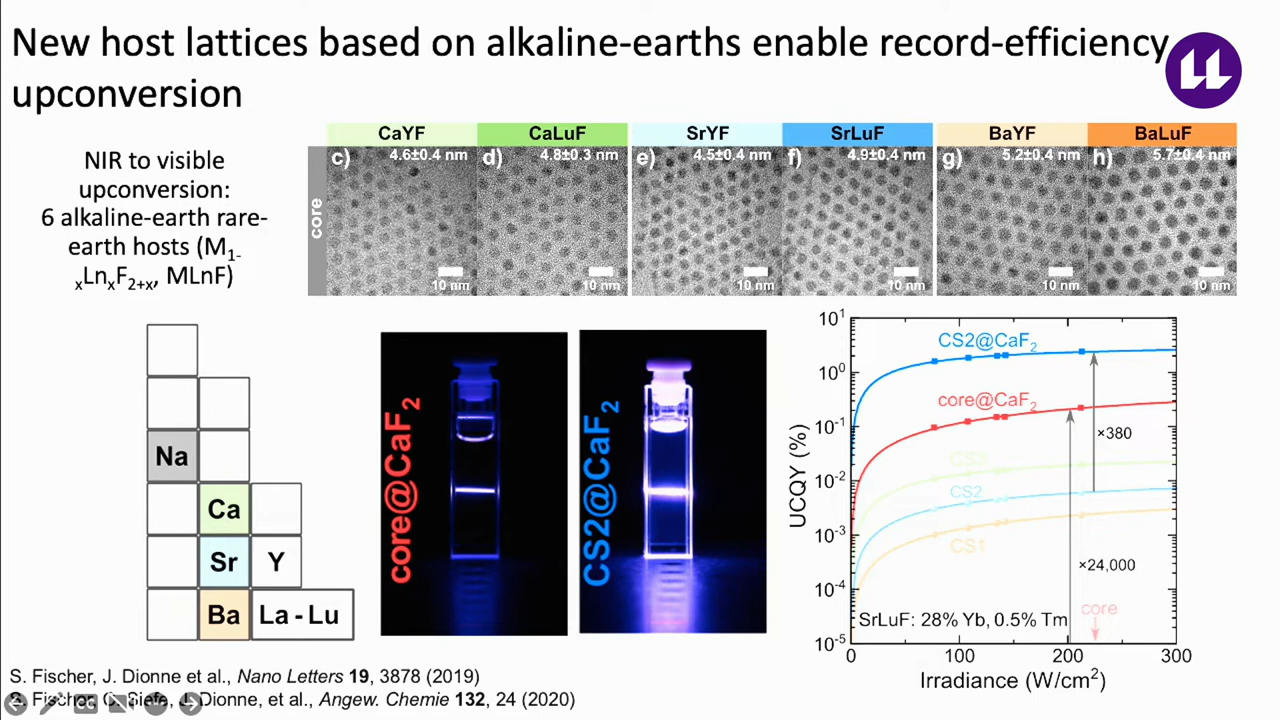 New host lattices based on alkaline-earths enable record-efficiency
upconversion
NIR to visible
upconversion:
6 alkaline-earth rare-
earth hosts (M1-
xLnxF2+x, MLnF)
CaYF
CaLuF
SrYF
SrLuF
BaYF
BaLuF
core
c) 4.6±0.4 nm
d) 4.8±0.3 nm
e) 4.5±0.4 nm
f) 4.9±0.4 nm
g) 5.2±0.4 nm
h) 5.7±0.4 nm
10 nm
10 nm
10 nm
10 nm
10 nm
10 nm
Na
Ca
Sr
Y
Ba
La - Lu
core@CaF2
CS2@CaF2
UCQY (%)
10^1
10^0
10^-1
10^-2
10^-3
10^-4
10^-5
CS2@CaF2
core@CaF2
×380
CS3
CS2
CS1
×24,000
core
SrLuF: 28% Yb, 0.5% Tm
0
100
200
300
Irradiance (W/cm²)
S. Fischer, J. Dionne et al., Nano Letters 19, 3878 (2019)
S. Fischer, C. Siefe, J. Dionne, et al., Angew. Chemie 132, 24 (2020)